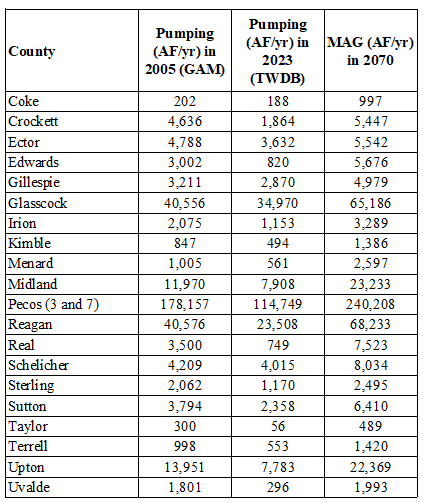 County Pumping (AF/yr) in 2005 (GAM) Pumping (AF/yr) in 2023 (TWDB) MAG (AF/yr) in 2070
Coke 202 188 997
Crockett 4,636 1,864 5,447
Ector 4,788 3,632 5,542
Edwards 3,002 820 5,676
Gillespie 3,211 2,870 4,979
Glasscock 40,556 34,970 65,186
Irion 2,075 1,153 3,289
Kimble 847 494 1,386
Menard 1,005 561 2,597
Midland 11,970 7,908 23,233
Pecos (3 and 7) 178,157 114,749 240,208
Reagan 40,576 23,508 68,233
Real 3,500 749 7,523
Schelicher 4,209 4,015 8,034
Sterling 2,062 1,170 2,495
Sutton 3,794 2,358 6,410
Taylor 300 56 489
Terrell 998 553 1,420
Upton 13,951 7,783 22,369
Uvalde 1,801 296 1,993